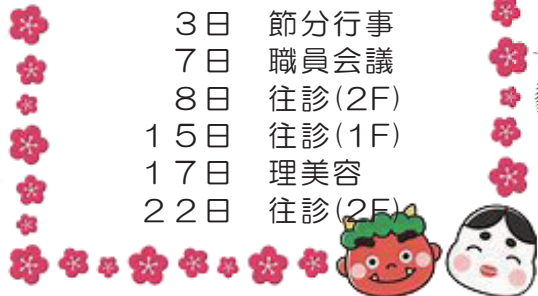 ３日　節分行事
７日　職員会議
８日　往診(2F)
１５日　往診(1F)
１７日　理美容
２２日　往診(2F)